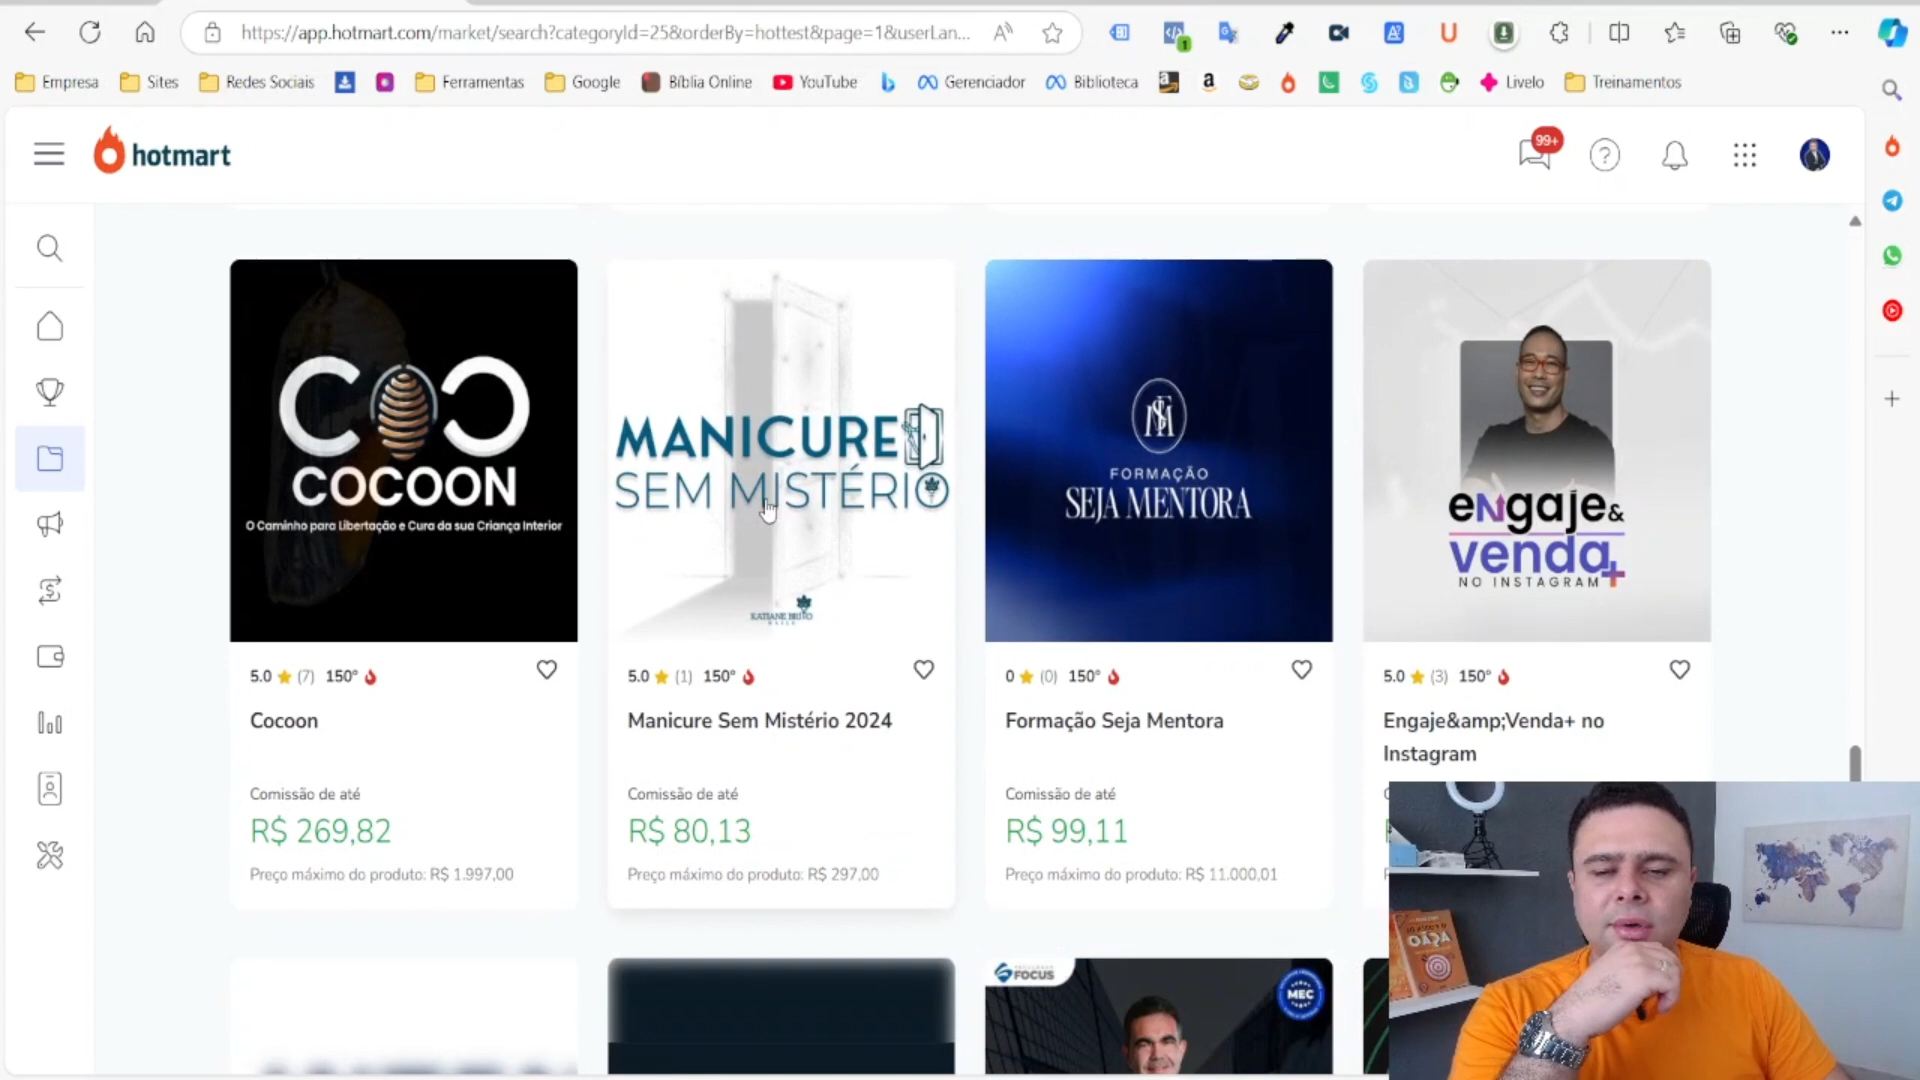 https://app.hotmart.com/market/search?categoryId=25&orderBy=hottest&page=1&userLan...
Empresa
Sites
Redes Sociais
Ferramentas
Google
Bíblia Online
YouTube
Gerenciador
Biblioteca
Livelo
Treinamentos
hotmart
99+
COCOON
O Caminho para Libertação e Cura da sua Criança Interior
MANICURE
SEM MISTÉRIO
KATIANE BRITO
NAILS
FORMAÇÃO
SEJA MENTORA
eNgaje&
venda+
NO INSTAGRAM
5.0 (7) 150°
Cocoon
Comissão de até
R$ 269,82
Preço máximo do produto: R$ 1.997,00
5.0 (1) 150°
Manicure Sem Mistério 2024
Comissão de até
R$ 80,13
Preço máximo do produto: R$ 297,00
0 (0) 150°
Formação Seja Mentora
Comissão de até
R$ 99,11
Preço máximo do produto: R$ 11.000,01
5.0 (3) 150°
Engaje&amp;Venda+ no
Instagram
FOCUS
MEC
AÇÃO